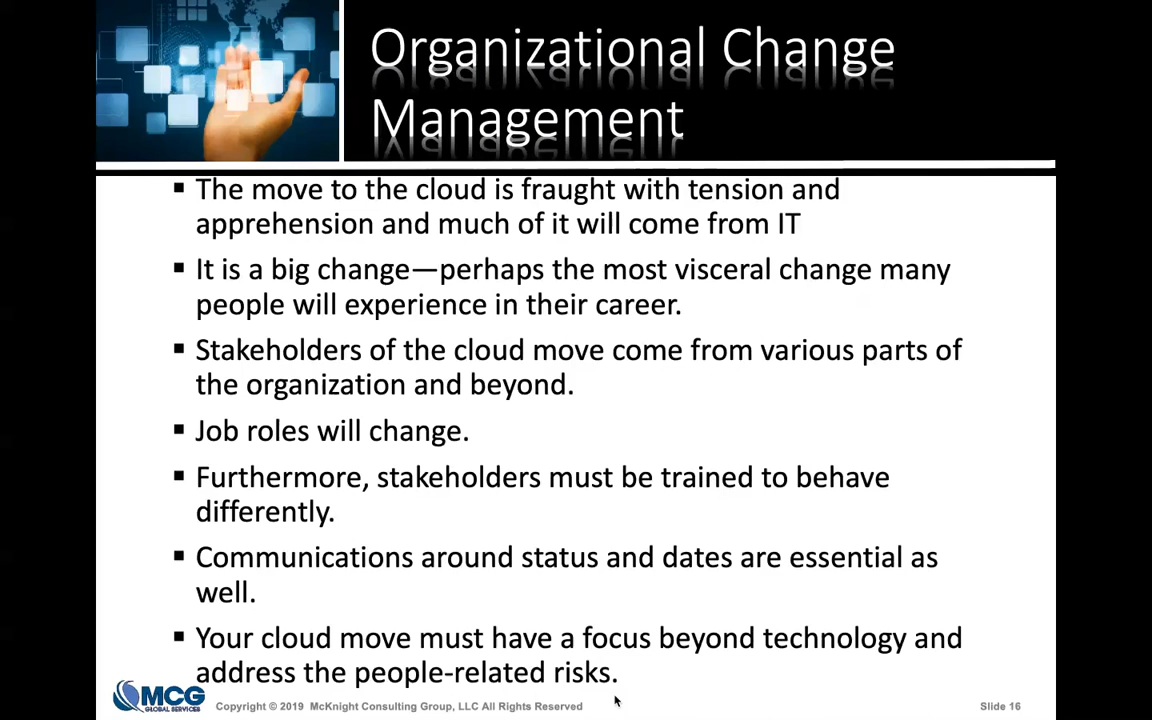 Organizational Change
Management
▪ The move to the cloud is fraught with tension and
apprehension and much of it will come from IT
▪ It is a big change—perhaps the most visceral change many
people will experience in their career.
▪ Stakeholders of the cloud move come from various parts of
the organization and beyond.
▪ Job roles will change.
▪ Furthermore, stakeholders must be trained to behave
differently.
▪ Communications around status and dates are essential as
well.
▪ Your cloud move must have a focus beyond technology and
address the people-related risks.
MCG
GLOBAL SERVICES
Copyright © 2019 McKnight Consulting Group, LLC All Rights Reserved
Slide 16